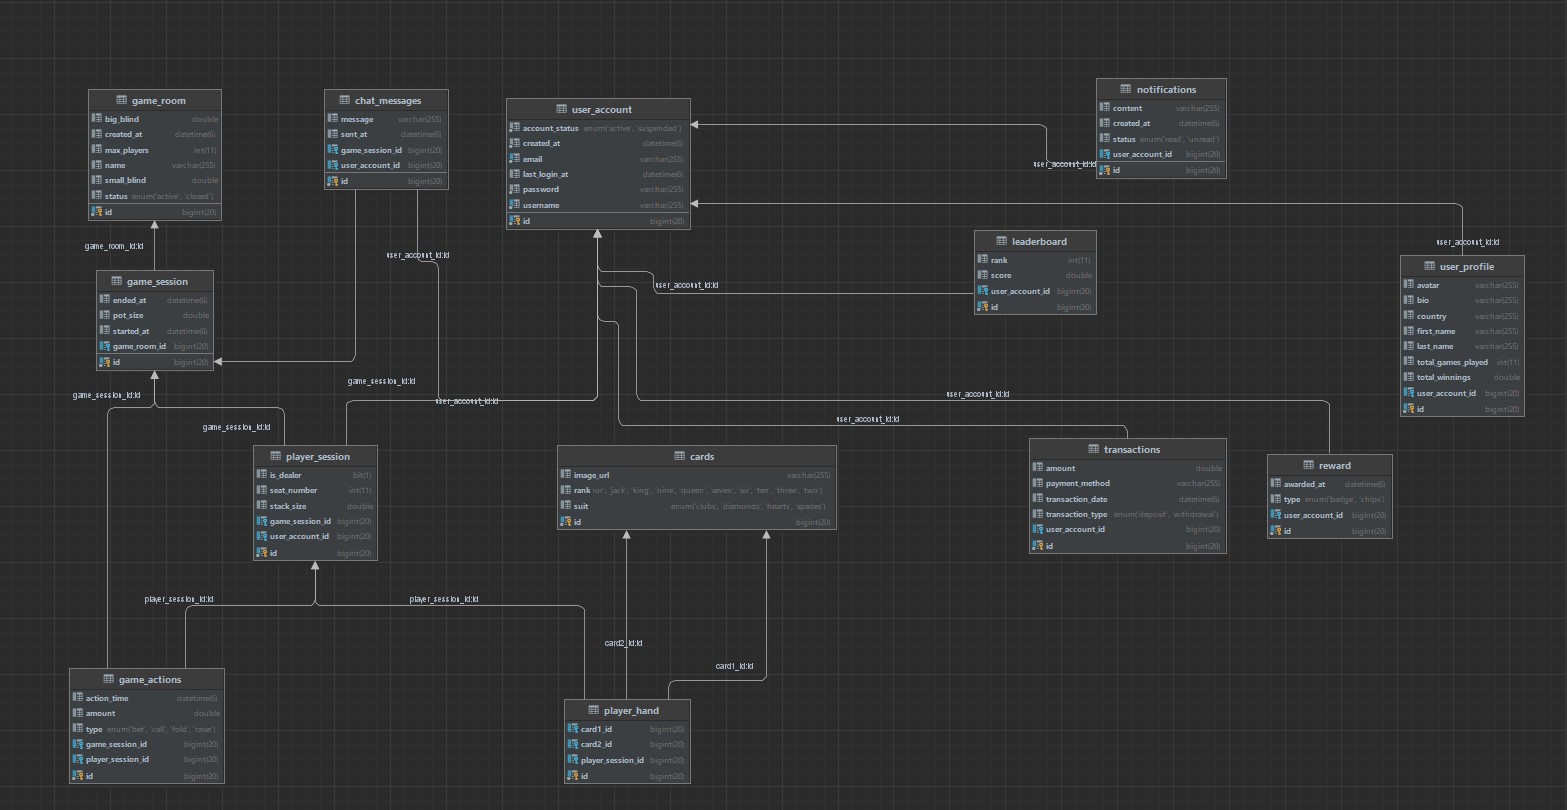 game_room
big_blind double
created_at datetime(6)
max_players int(11)
name varchar(255)
small_blind double
status enum('active', 'closed')
id bigint(20)
chat_messages
message varchar(255)
sent_at datetime(6)
game_session_id bigint(20)
user_account_id bigint(20)
id bigint(20)
user_account
account_status enum('active', 'suspended')
created_at datetime(6)
email varchar(255)
last_login_at datetime(6)
password varchar(255)
username varchar(255)
id bigint(20)
notifications
content varchar(255)
created_at datetime(6)
status enum('read', 'unread')
user_account_id bigint(20)
id bigint(20)
user_account_id:id
game_room_id:id
user_account_id:id
leaderboard
rank int(11)
score double
user_account_id bigint(20)
id bigint(20)
user_account_id:id
user_account_id:id
user_profile
avatar varchar(255)
bio varchar(255)
country varchar(255)
first_name varchar(255)
last_name varchar(255)
total_games_played int(11)
total_winnings double
user_account_id bigint(20)
id bigint(20)
game_session
ended_at datetime(6)
pot_size double
started_at datetime(6)
game_room_id bigint(20)
id bigint(20)
game_session_id:id
game_session_id:id
user_account_id:id
user_account_id:id
user_account_id:id
game_session_id:id
player_session
is_dealer bit(1)
seat_number int(11)
stack_size double
game_session_id bigint(20)
user_account_id bigint(20)
id bigint(20)
cards
image_url varchar(255)
rank ur', 'jack', 'king', 'nine', 'queen', 'seven', 'six', 'ten', 'three', 'two')
suit enum('clubs', 'diamonds', 'hearts', 'spades')
id bigint(20)
transactions
amount double
payment_method varchar(255)
transaction_date datetime(6)
transaction_type enum('deposit', 'withdrawal')
user_account_id bigint(20)
id bigint(20)
reward
awarded_at datetime(6)
type enum('badge', 'chips')
user_account_id bigint(20)
id bigint(20)
player_session_id:id
player_session_id:id
card2_id:id
card1_id:id
game_actions
action_time datetime(6)
amount double
type enum('bet', 'call', 'fold', 'raise')
game_session_id bigint(20)
player_session_id bigint(20)
id bigint(20)
player_hand
card1_id bigint(20)
card2_id bigint(20)
player_session_id bigint(20)
id bigint(20)